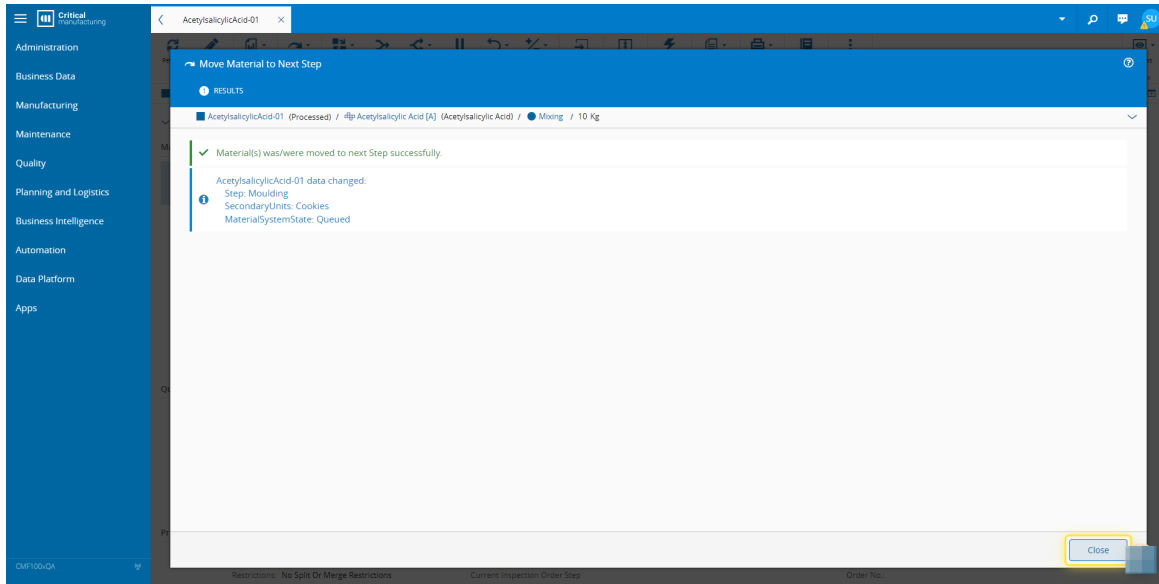 Critical
manufacturing
AcetylsalicylicAcid-01
SU
Administration
Business Data
Manufacturing
Maintenance
Quality
Planning and Logistics
Business Intelligence
Automation
Data Platform
Apps
CMF100xQA
Move Material to Next Step
1 RESULTS
AcetylsalicylicAcid-01 (Processed) / Acetylsalicylic Acid [A] (Acetylsalicylic Acid) / Mixing / 10 Kg
Material(s) was/were moved to next Step successfully.
AcetylsalicylicAcid-01 data changed:
Step: Moulding
SecondaryUnits: Cookies
MaterialSystemState: Queued
Close
Restrictions: No Split Or Merge Restrictions Current Inspection Order Step Order No.: